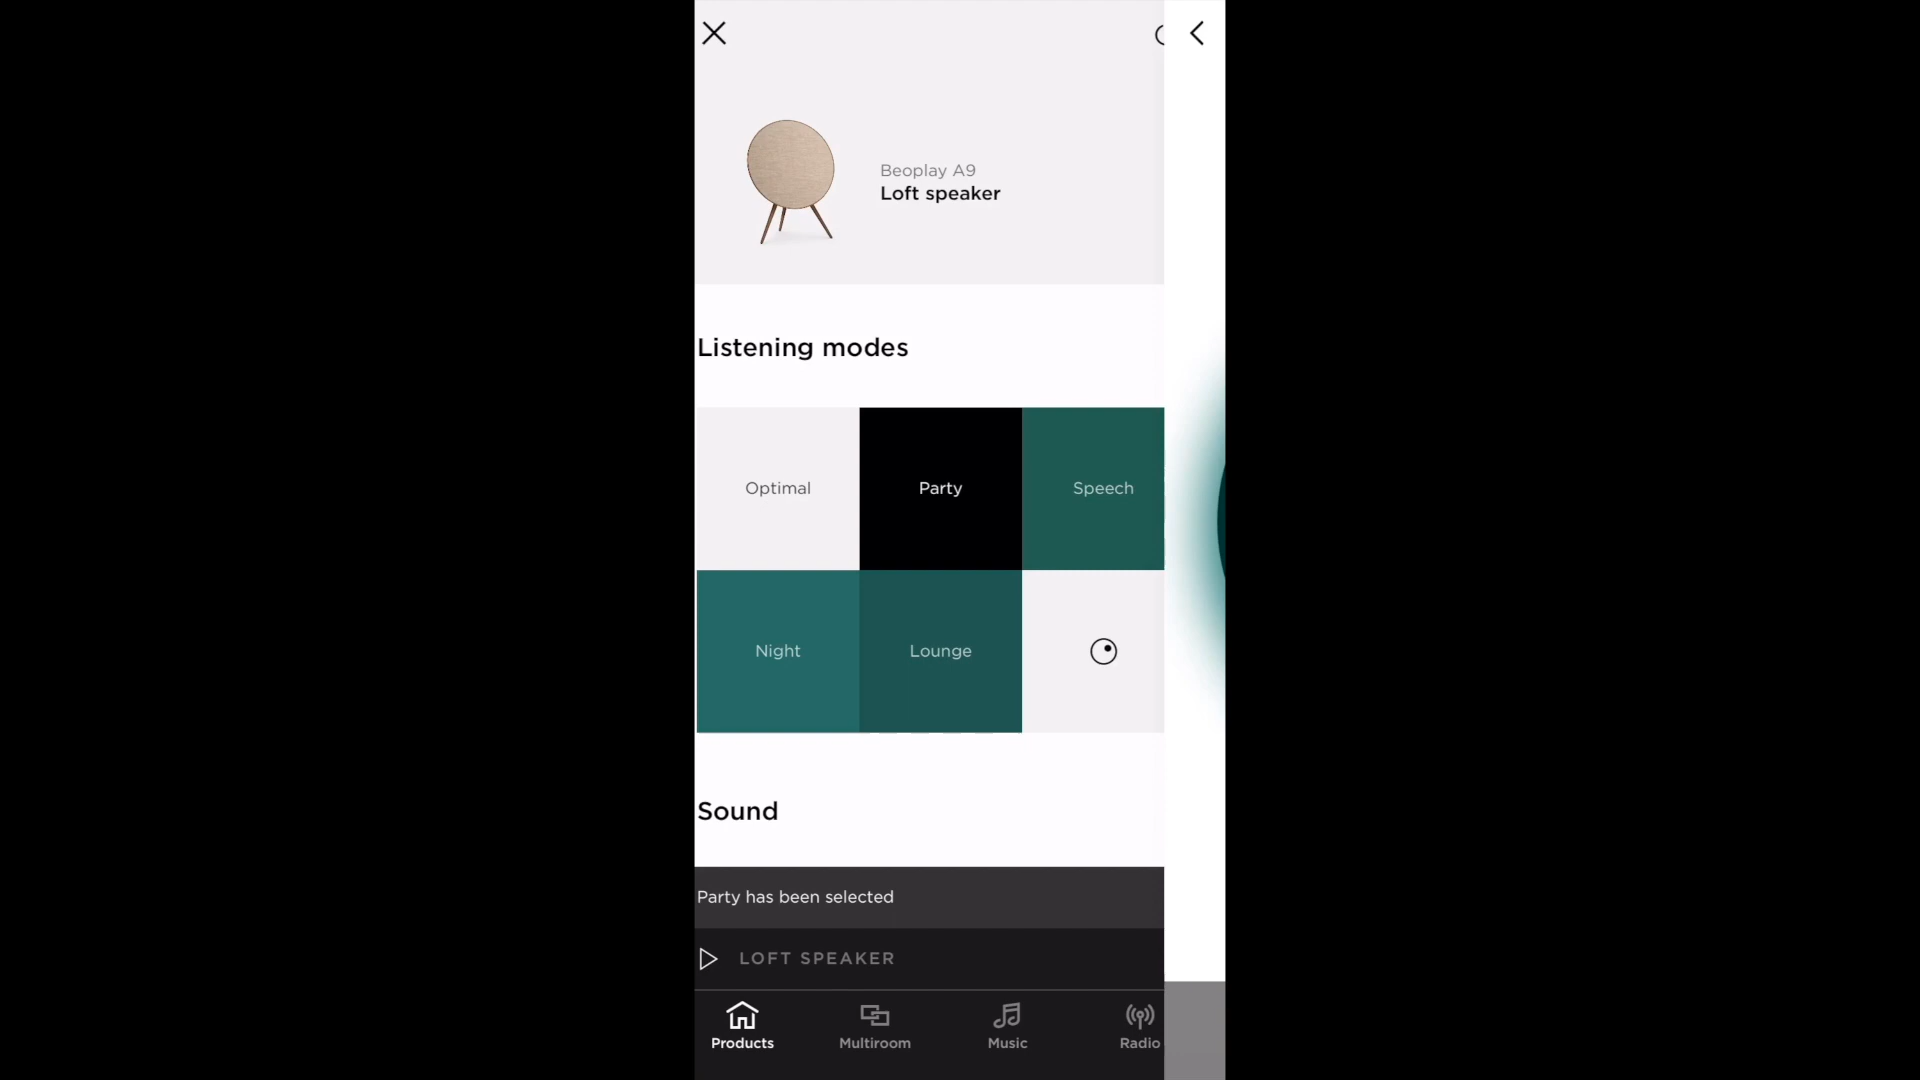 Beoplay A9
Loft speaker
Listening modes
Optimal
Party
Speech
Night
Lounge
Sound
Party has been selected
LOFT SPEAKER
Products
Multiroom
Music
Radio